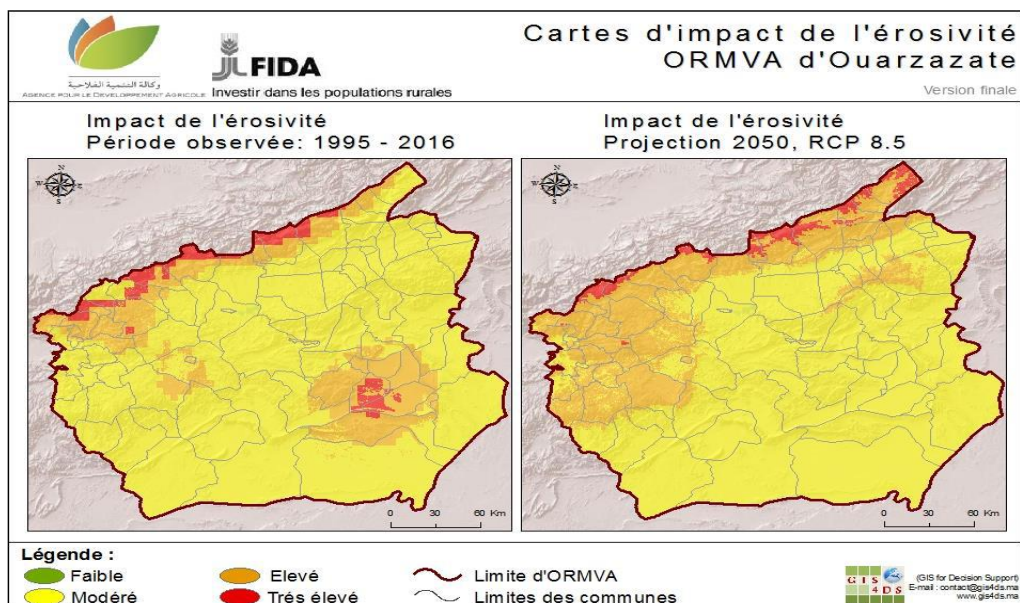 Cartes d'impact de l'érosivité
ORMVA d'Ouarzazate
Version finale
وكالة التنمية الفلاحية
AGENCE POUR LE DEVELOPPEMENT AGRICOLE
FIDA
Investir dans les populations rurales
Impact de l'érosivité
Période observée: 1995 - 2016
Impact de l'érosivité
Projection 2050, RCP 8.5
N
W E
S
0 30 60 Km
N
W E
S
0 30 60 Km
Légende :
Faible
Modéré
Elevé
Trés élevé
Limite d'ORMVA
Limites des communes
GIS
4DS
(GIS for Decision Support)
E-mail : contact@gis4ds.ma
www.gis4ds.ma